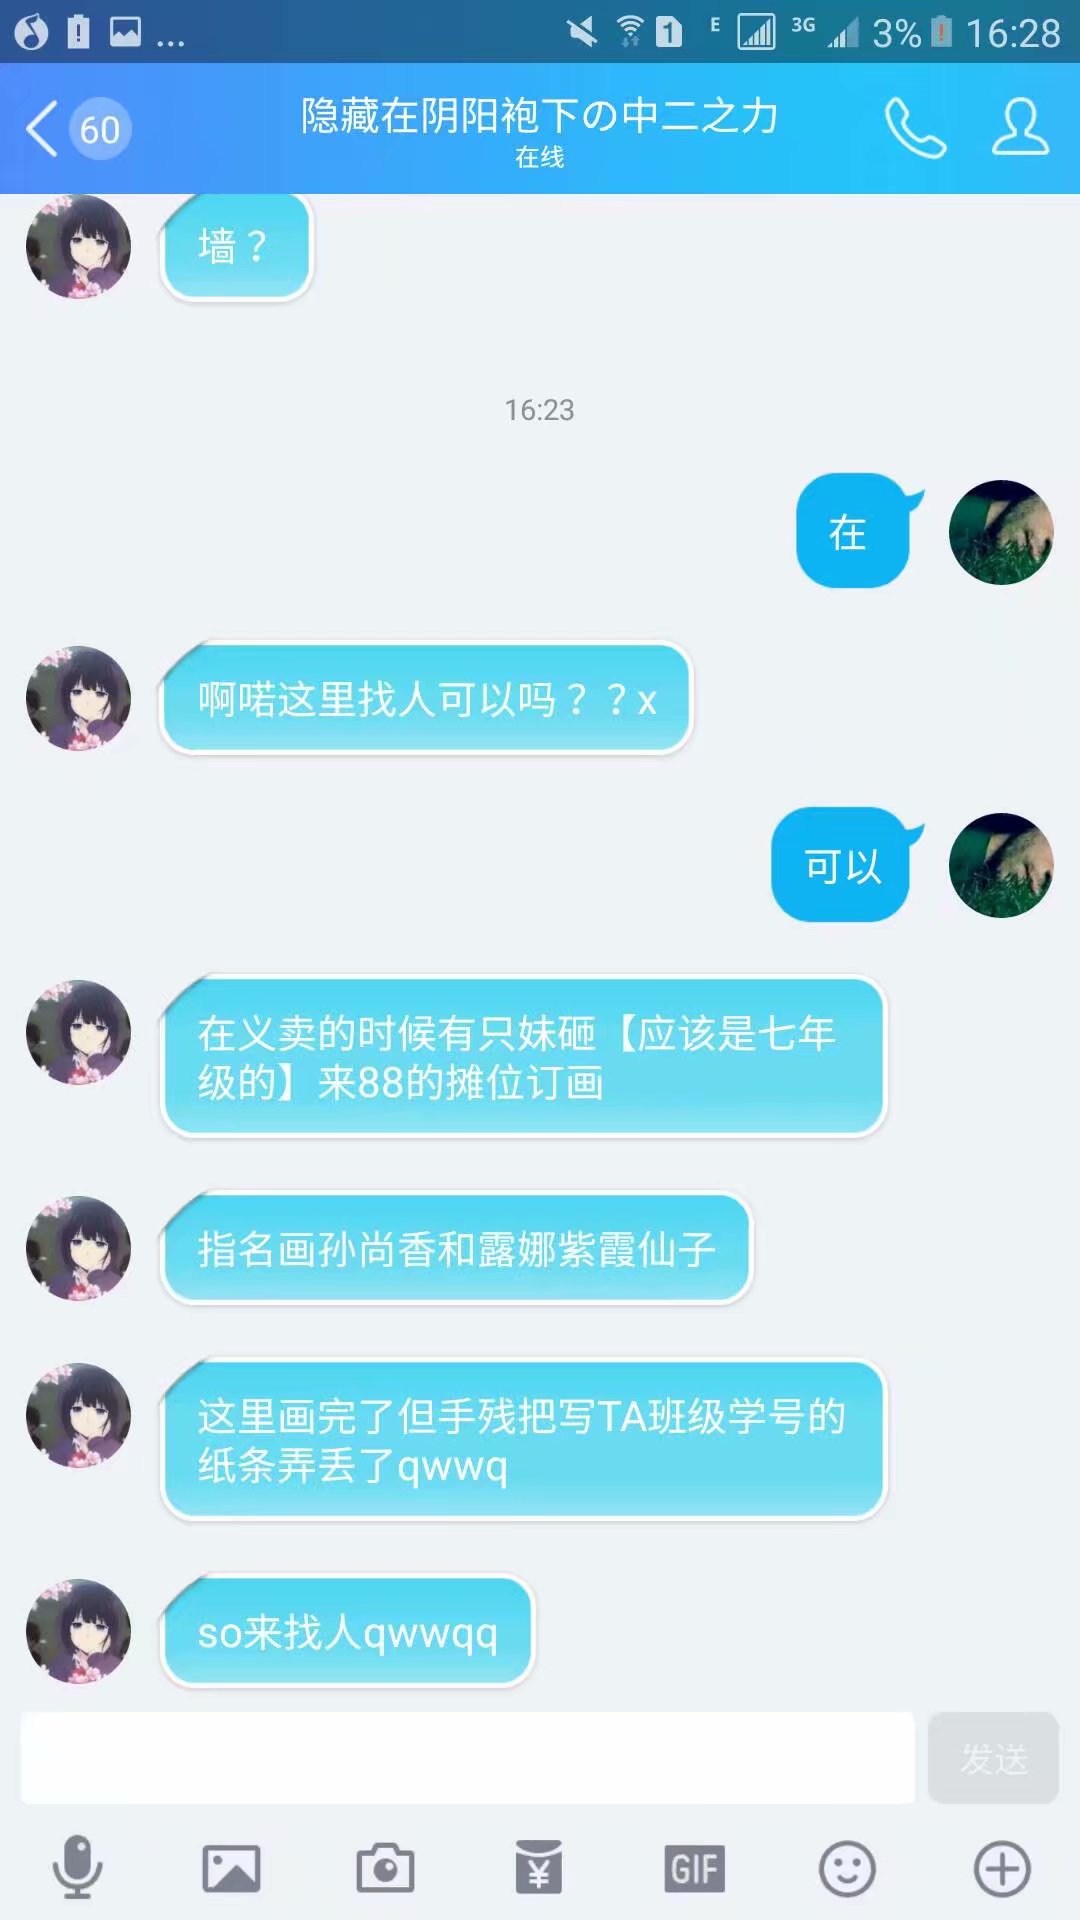 E 3G 3% 16:28
60
隐藏在阴阳袍下の中二之力
在线
墙？
16:23
在
啊喏这里找人可以吗？？x
可以
在义卖的时候有只妹砸【应该是七年
级的】来88的摊位订画
指名画孙尚香和露娜紫霞仙子
这里画完了但手残把写TA班级学号的
纸条弄丢了qwwq
so来找人qwwqq
发送
GIF